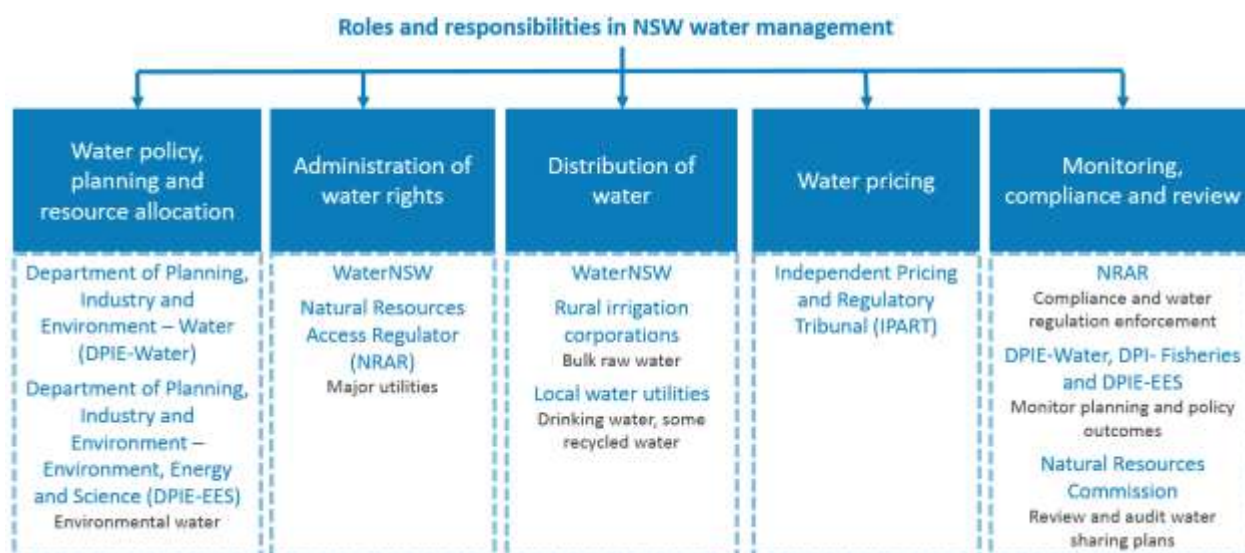 Roles and responsibilities in NSW water management
Water policy,
planning and
resource allocation
Department of Planning,
Industry and
Environment – Water
(DPIE-Water)
Department of Planning,
Industry and
Environment –
Environment, Energy
and Science (DPIE-EES)
Environmental water
Administration of
water rights
WaterNSW
Natural Resources
Access Regulator
(NRAR)
Major utilities
Distribution of
water
WaterNSW
Rural irrigation
corporations
Bulk raw water
Local water utilities
Drinking water, some
recycled water
Water pricing
Independent Pricing
and Regulatory
Tribunal (IPART)
Monitoring,
compliance and review
NRAR
Compliance and water
regulation enforcement
DPIE-Water, DPI- Fisheries
and DPIE-EES
Monitor planning and policy
outcomes
Natural Resources
Commission
Review and audit water
sharing plans